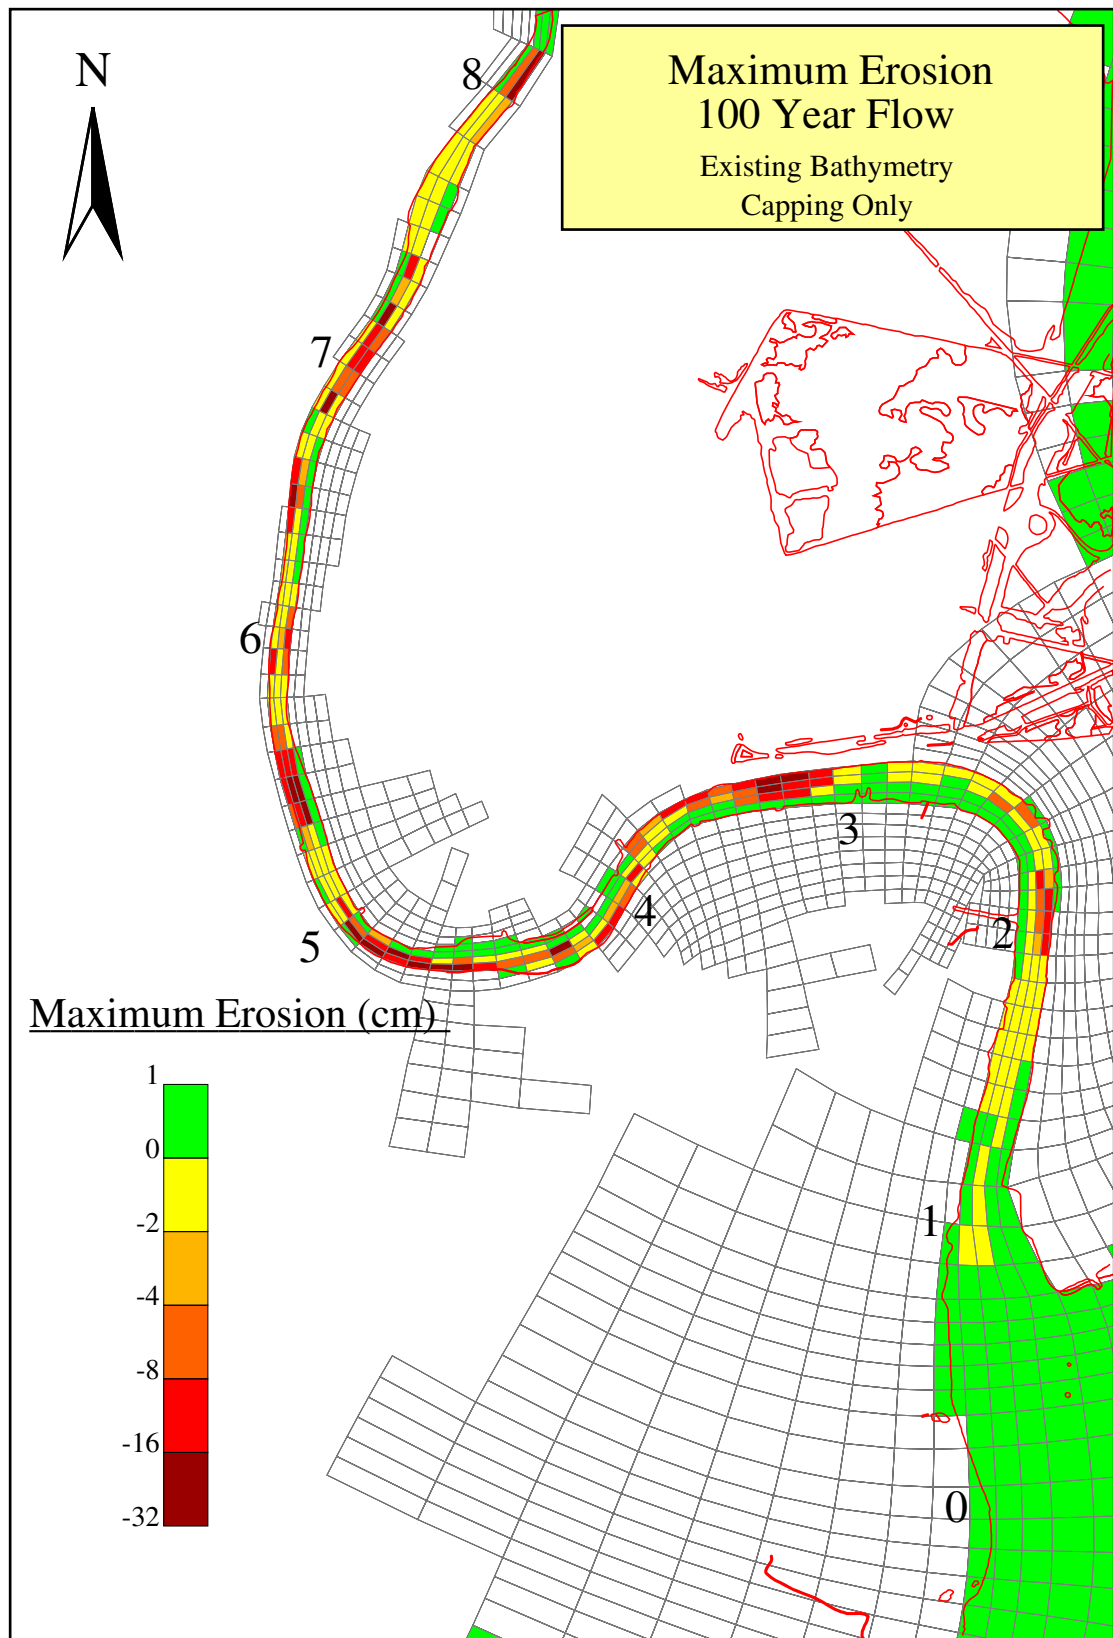 Maximum Erosion
100 Year Flow
Existing Bathymetry
Capping Only
N
8
7
6
5
4
3
2
1
0
Maximum Erosion (cm)
1
0
-2
-4
-8
-16
-32